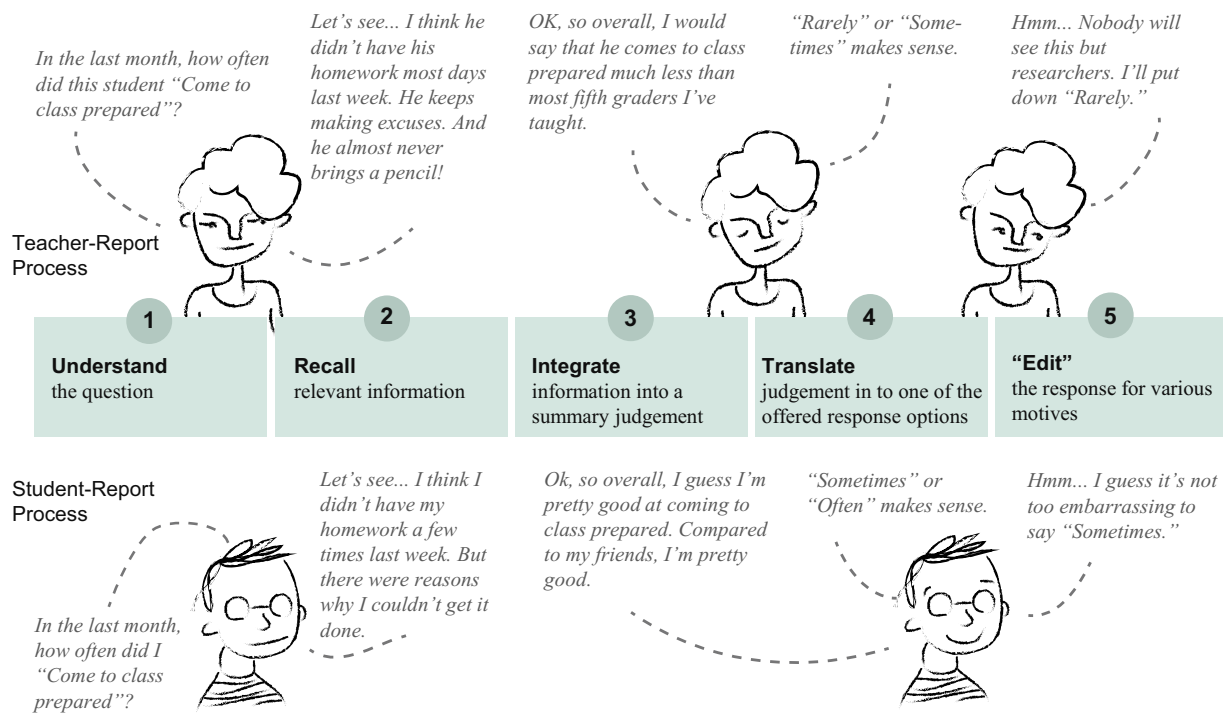 In the last month, how often
did this student “Come to
class prepared”?
Let’s see... I think he
didn’t have his
homework most days
last week. He keeps
making excuses. And
he almost never
brings a pencil!
OK, so overall, I would
say that he comes to class
prepared much less than
most fifth graders I’ve
taught.
“Rarely” or “Some-
times” makes sense.
Hmm... Nobody will
see this but
researchers. I’ll put
down “Rarely.”
Teacher-Report
Process
1
Understand
the question
2
Recall
relevant information
3
Integrate
information into a
summary judgement
4
Translate
judgement in to one of the
offered response options
5
“Edit”
the response for various
motives
Student-Report
Process
In the last month,
how often did I
“Come to class
prepared”?
Let’s see... I think I
didn’t have my
homework a few
times last week. But
there were reasons
why I couldn’t get it
done.
Ok, so overall, I guess I’m
pretty good at coming to
class prepared. Compared
to my friends, I’m pretty
good.
“Sometimes” or
“Often” makes sense.
Hmm... I guess it’s not
too embarrassing to
say “Sometimes.”